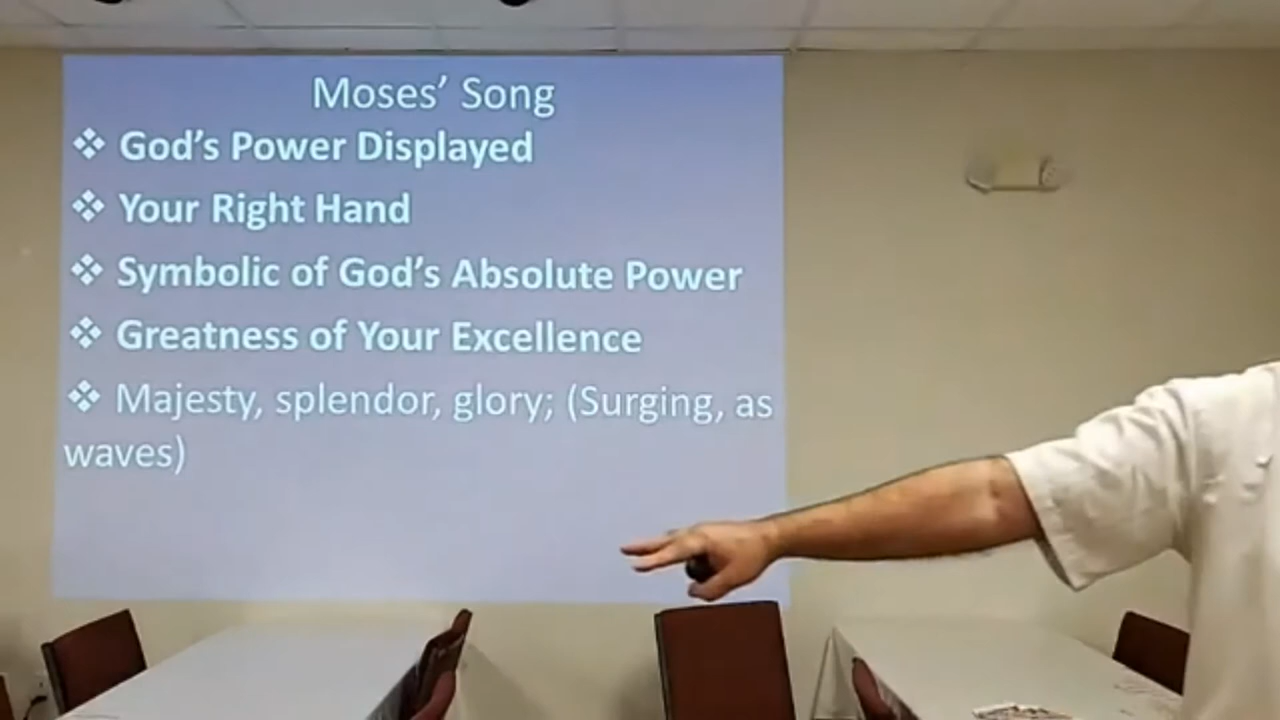 Moses’ Song
❖ God’s Power Displayed
❖ Your Right Hand
❖ Symbolic of God’s Absolute Power
❖ Greatness of Your Excellence
❖ Majesty, splendor, glory; (Surging, as
waves)